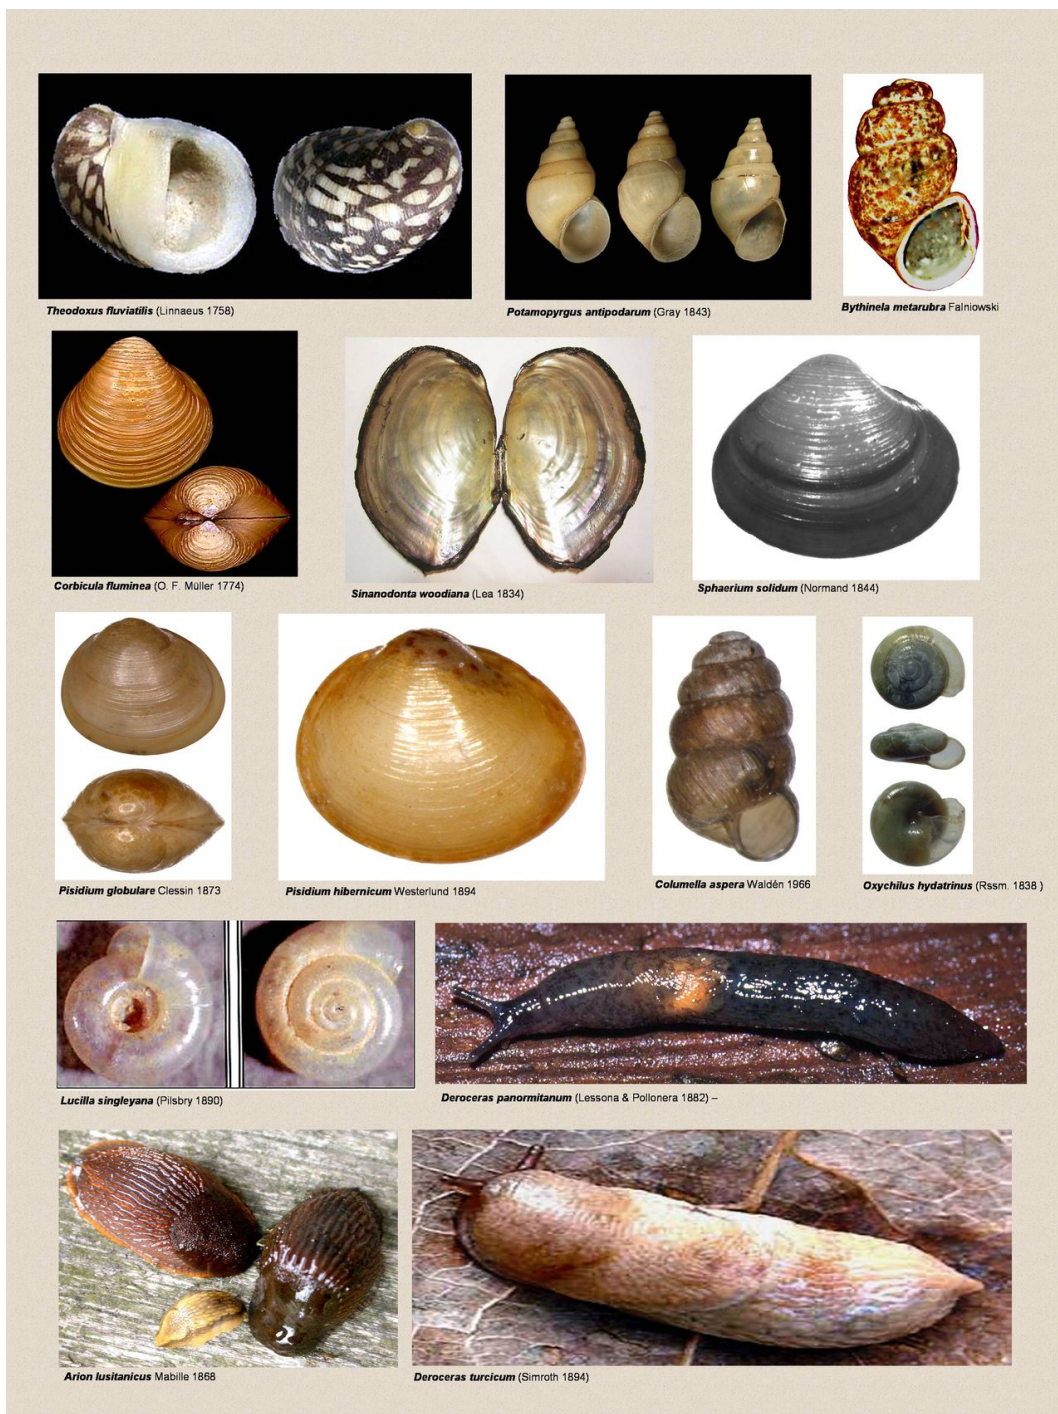 Theodoxus fluviatilis (Linnaeus 1758)
Potamopyrgus antipodarum (Gray 1843)
Bythinela metarubra Falniowski
Corbicula fluminea (O. F. Müller 1774)
Sinanodonta woodiana (Lea 1834)
Sphaerium solidum (Normand 1844)
Pisidium globulare Clessin 1873
Pisidium hibernicum Westerlund 1894
Columella aspera Waldén 1966
Oxychilus hydatrinus (Rssm. 1838 )
Lucilla singleyana (Pilsbry 1890)
Deroceras panormitanum (Lessona & Pollonera 1882) –
Arion lusitanicus Mabille 1868
Deroceras turcicum (Simroth 1894)